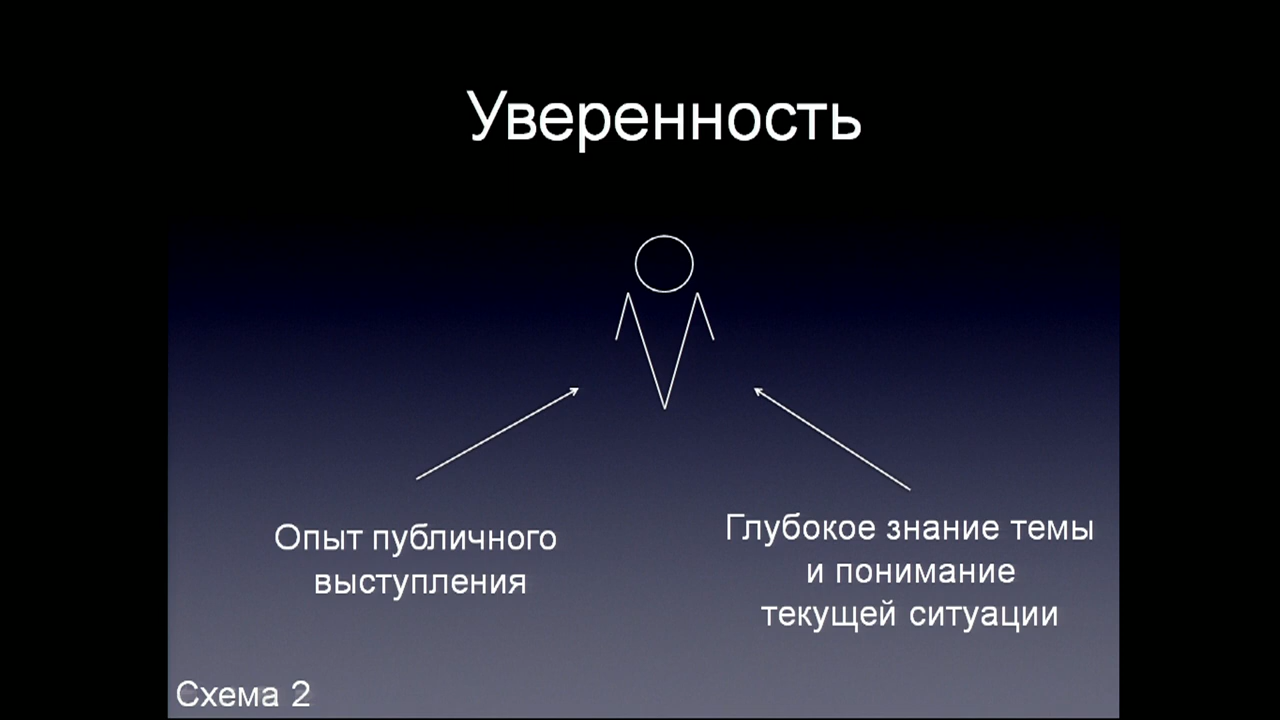 Уверенность
Опыт публичного
выступления
Глубокое знание темы
и понимание
текущей ситуации
Схема 2